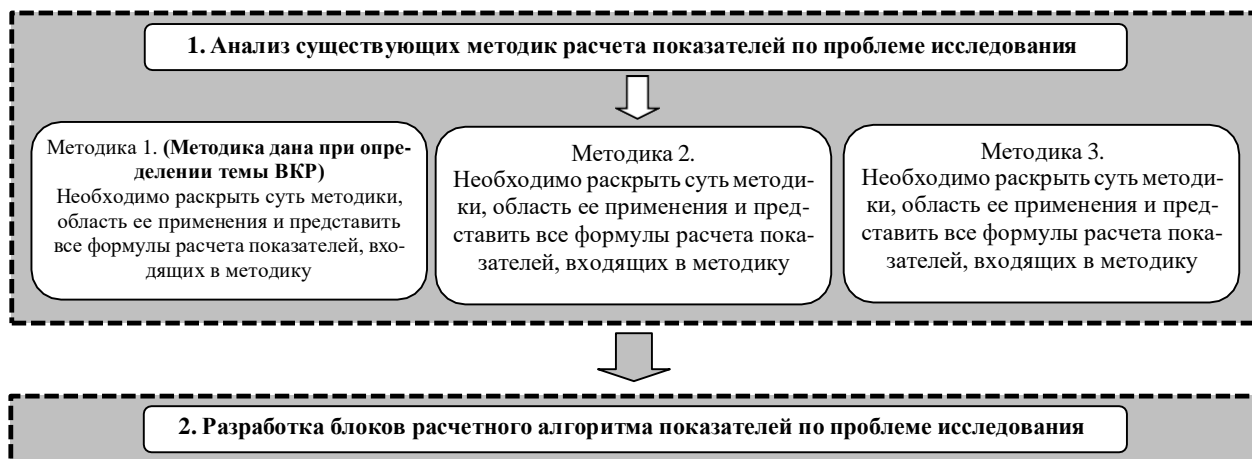 1. Анализ существующих методик расчета показателей по проблеме исследования
Методика 1. (Методика дана при опре-
делении темы ВКР)
Необходимо раскрыть суть методики,
область ее применения и представить
все формулы расчета показателей, вхо-
дящих в методику
Методика 2.
Необходимо раскрыть суть методи-
ки, область ее применения и пред-
ставить все формулы расчета пока-
зателей, входящих в методику
Методика 3.
Необходимо раскрыть суть методи-
ки, область ее применения и пред-
ставить все формулы расчета пока-
зателей, входящих в методику
2. Разработка блоков расчетного алгоритма показателей по проблеме исследования